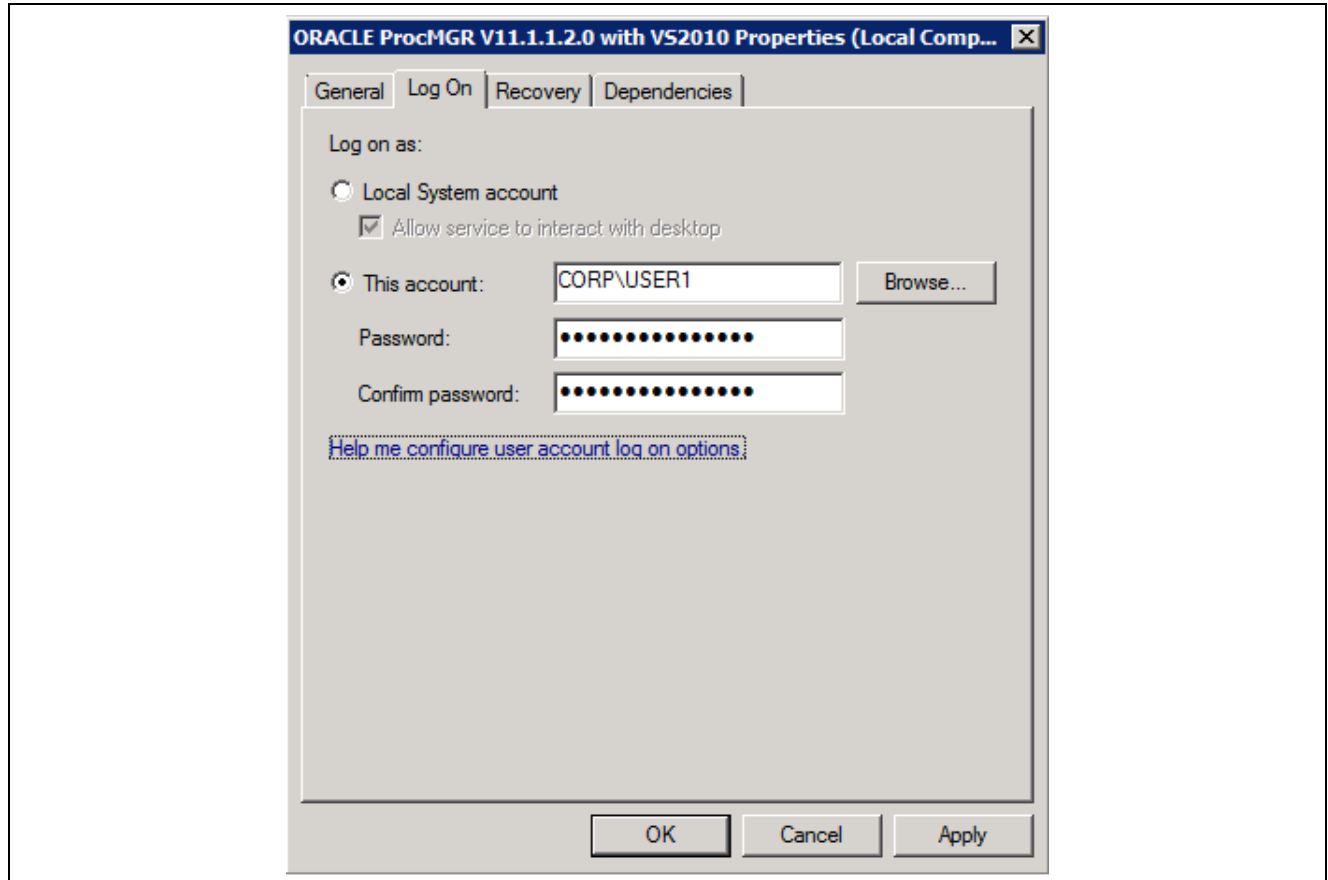 ORACLE ProcMGR V11.1.1.2.0 with VS2010 Properties (Local Comp...
General Log On Recovery Dependencies
Log on as:
Local System account
Allow service to interact with desktop
This account: CORP\USER1 Browse...
Password: •••••••••••••••
Confirm password: •••••••••••••••
Help me configure user account log on options.
OK Cancel Apply